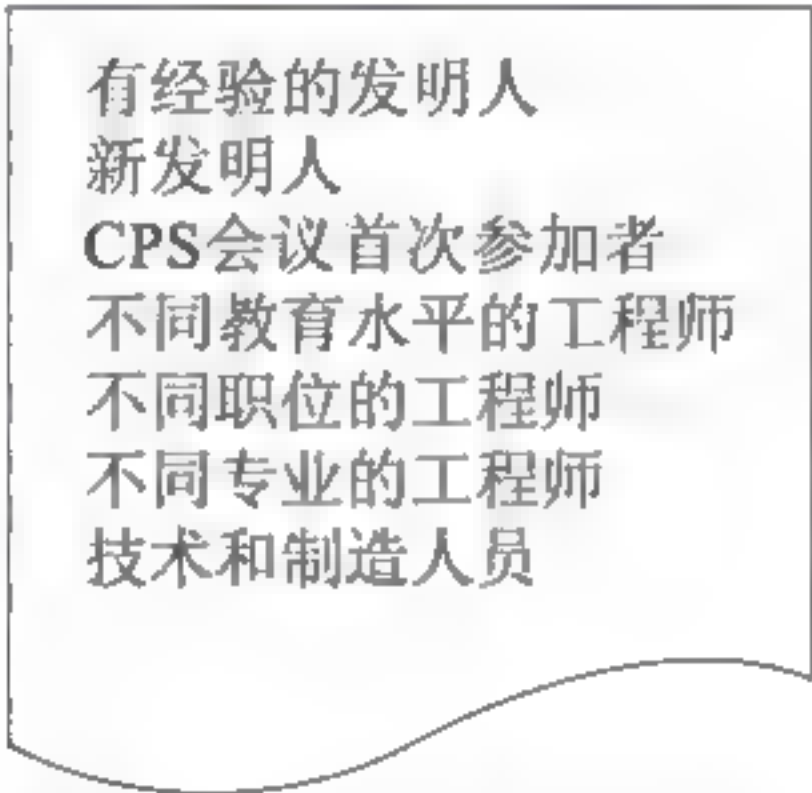 有经验的发明人
新发明人
CPS会议首次参加者
不同教育水平的工程师
不同职位的工程师
不同专业的工程师
技术和制造人员